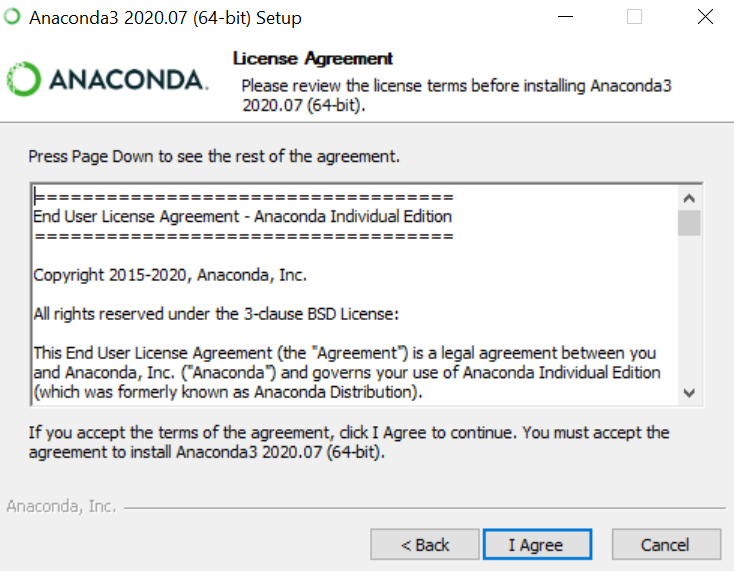 Anaconda3 2020.07 (64-bit) Setup
License Agreement
ANACONDA.
Please review the license terms before installing Anaconda3
2020.07 (64-bit).
Press Page Down to see the rest of the agreement.
===================================
End User License Agreement - Anaconda Individual Edition
===================================
Copyright 2015-2020, Anaconda, Inc.
All rights reserved under the 3-clause BSD License:
This End User License Agreement (the "Agreement") is a legal agreement between you
and Anaconda, Inc. ("Anaconda") and governs your use of Anaconda Individual Edition
(which was formerly known as Anaconda Distribution).
If you accept the terms of the agreement, click I Agree to continue. You must accept the
agreement to install Anaconda3 2020.07 (64-bit).
Anaconda, Inc.
< Back I Agree Cancel